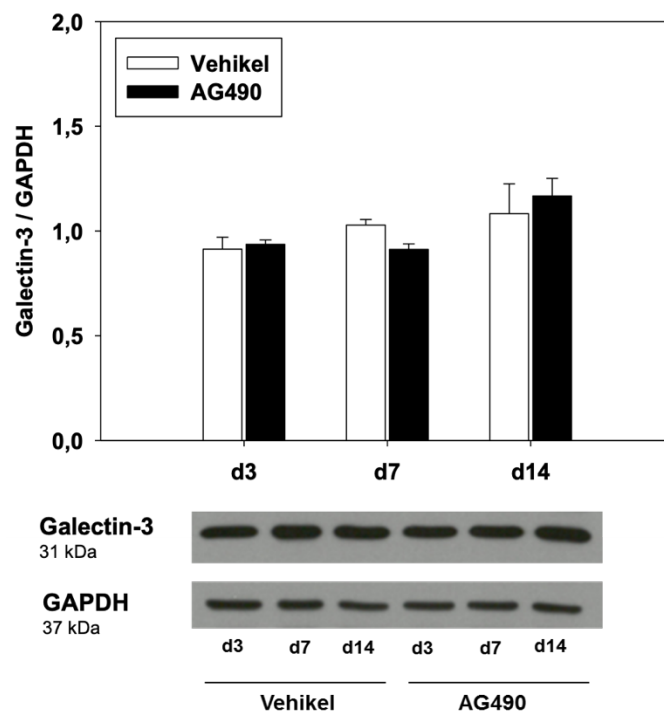 2,0
Vehikel
AG490
1,5
1,0
0,5
0,0
Galectin-3 / GAPDH
d3 d7 d14
Galectin-3
31 kDa
GAPDH
37 kDa
d3 d7 d14 d3 d7 d14
Vehikel AG490